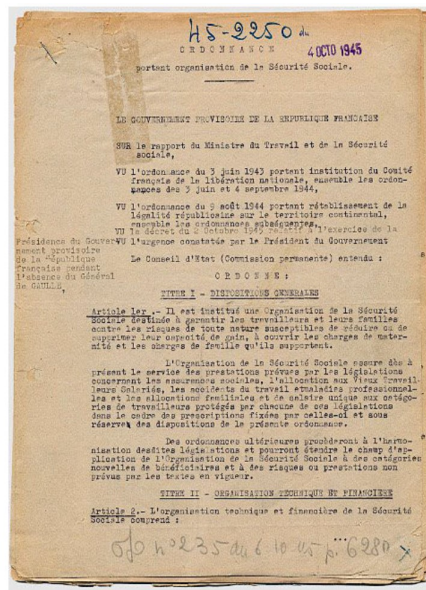 45-2250 du
ORDONNANCE
4 OCTO 1945
portant organisation de la Sécurité Sociale.
LE GOUVERNEMENT PROVISOIRE DE LA REPUBLIQUE FRANCAISE
SUR le rapport du Ministre du Travail et de la Sécurité
sociale,
VU l'ordonnance du 3 juin 1943 portant institution du Comité
français de la libération nationale, ensemble les ordon-
nances des 3 juin et 4 septembre 1944,
VU l'ordonnance du 9 août 1944 portant rétablissement de la
légalité républicaine sur le territoire continental,
ensemble les ordonnances subséquentes,
VU le décret du 2 Octobre 1945 relatif à l'exercice de la
Présidence du Gouver-
nement provisoire
de la République
française pendant
l'absence du Général
de GAULLE,
VU l'urgence constatée par le Président du Gouvernement
Le Conseil d'Etat (Commission permanente) entendu :
ORDONNE :
TITRE I - DISPOSITIONS GENERALES
Article 1er .- Il est institué une Organisation de la Sécurité
Sociale destinée à garantir les travailleurs et leurs familles
contre les risques de toute nature susceptibles de réduire ou de
supprimer leur capacité de gain, à couvrir les charges de mater-
nité et les charges de famille qu'ils supportent.
L'Organisation de la Sécurité Sociale assure dès à
présent le service des prestations prévues par les législations
concernant les assurances sociales, l'allocation aux Vieux Travail-
leurs Salariés, les accidents du travail et maladies professionnel-
les et les allocations familiales et de salaire unique aux catégo-
ries de travailleurs protégés par chacune de ces législations
dans le cadre des prescriptions fixées par celles-ci et sous
réserve des dispositions de la présente ordonnance.
Des ordonnances ultérieures procèderont à l'harmo-
nisation desdites législations et pourront étendre le champ d'ap-
plication de l'Organisation de la Sécurité Sociale à des catégories
nouvelles de bénéficiaires et à des risques ou prestations non
prévus par les textes en vigueur.
TITRE II - ORGANISATION TECHNIQUE ET FINANCIERE
Article 2.- L'organisation technique et financière de la Sécurité
Sociale comprend :
...
JO n° 235 du 6.10.45 p. 6280